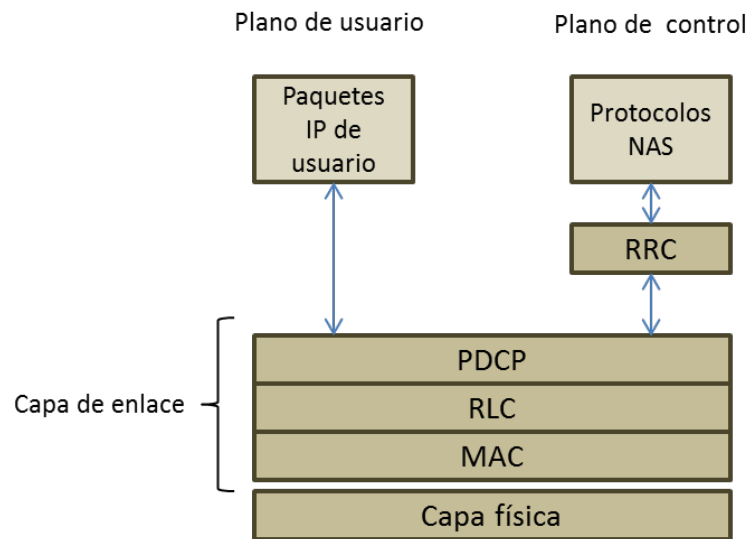 Plano de usuario
Plano de control
Paquetes
IP de
usuario
Protocolos
NAS
RRC
Capa de enlace
PDCP
RLC
MAC
Capa física